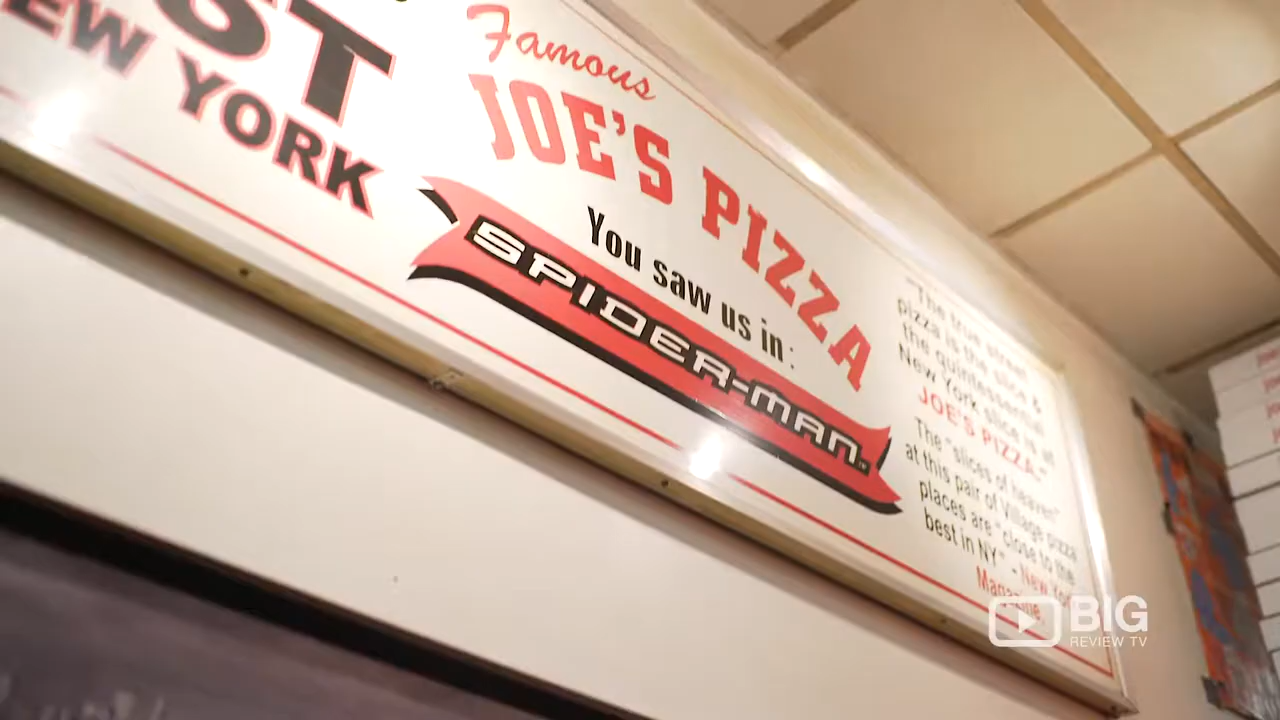 ST
EW YORK
Famous
JOE'S PIZZA
You saw us in:
SPIDER-MAN
"The true street
pizza is the slice &
the quintessential
New York slice is at
JOE'S PIZZA."
The "slices of heaven"
at this pair of Village pizza
places are "close to the
best in NY" - New York
Magazine.
BIG
REVIEW TV